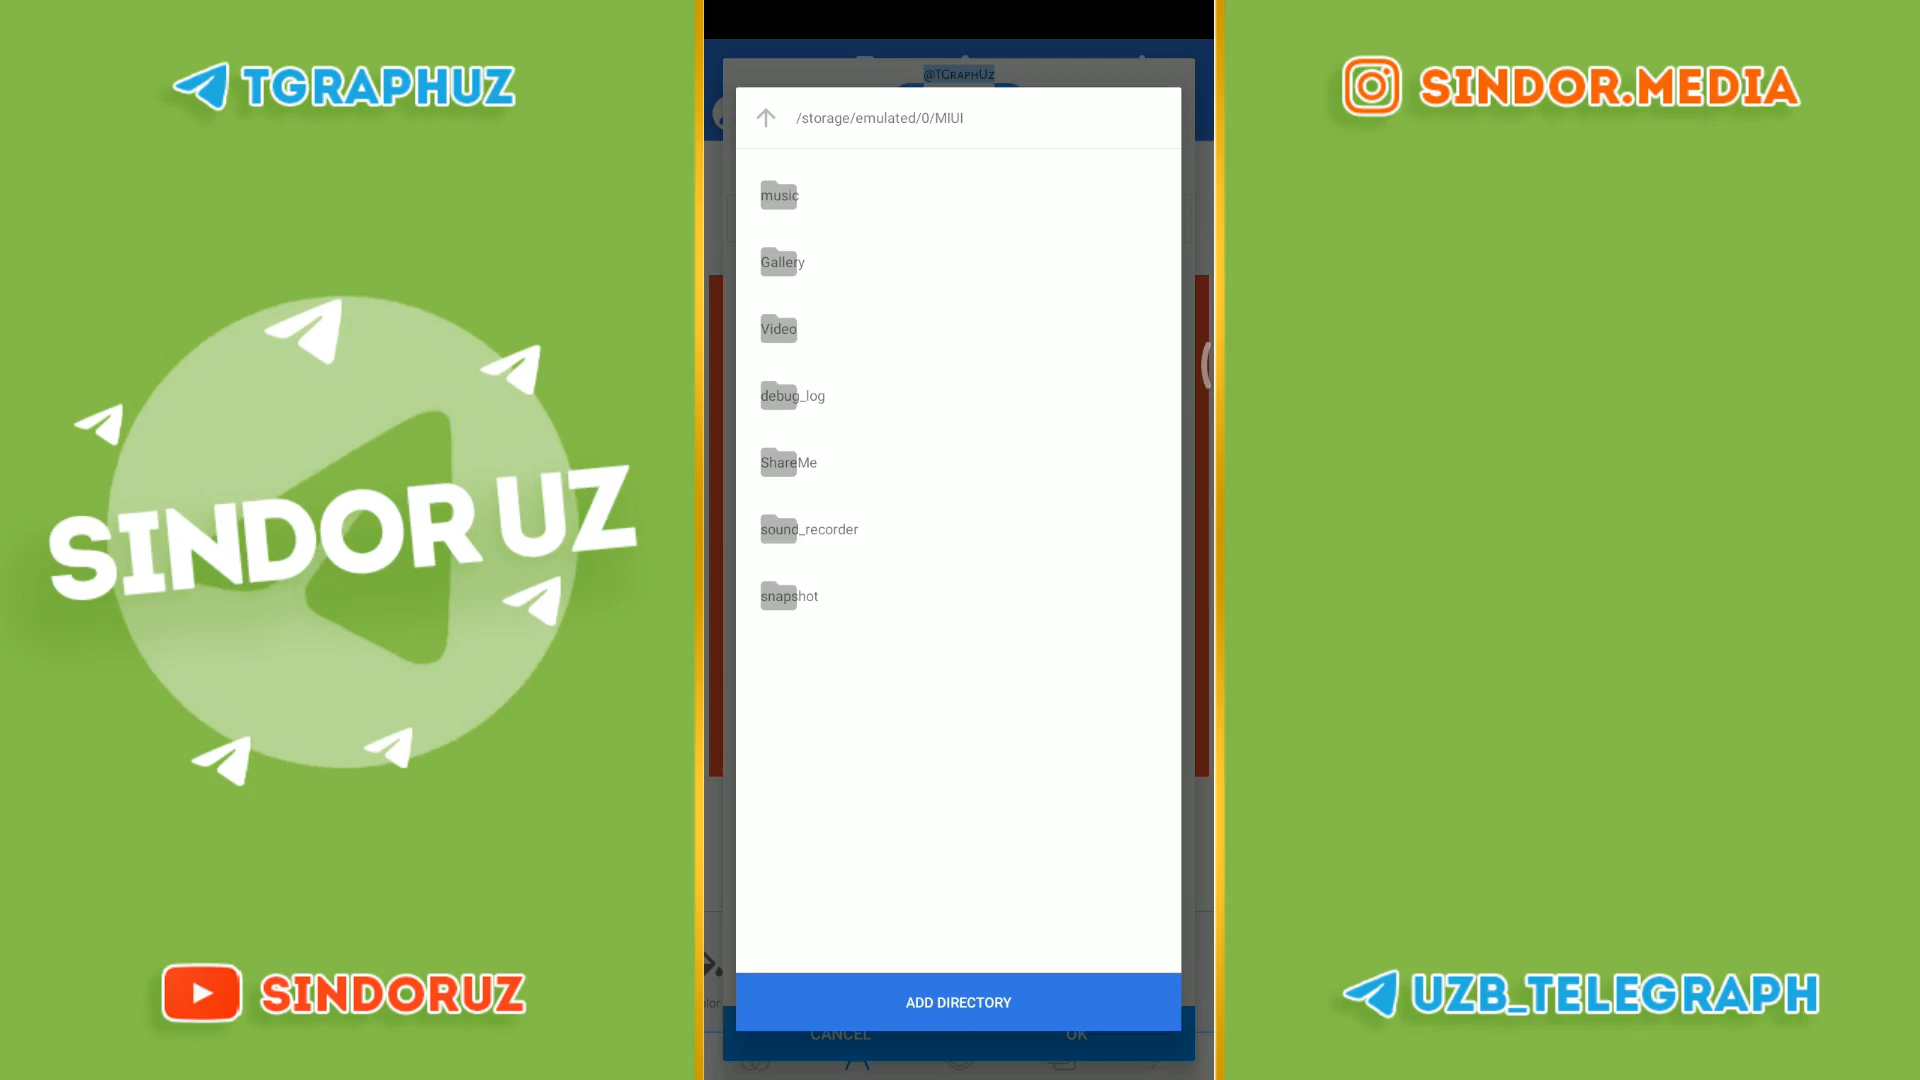 TGRAPHUZ
SINDOR.MEDIA
@TGraphUz
/storage/emulated/0/MIUI
music
Gallery
Video
debug_log
ShareMe
sound_recorder
snapshot
SINDOR UZ
SINDORUZ
UZB_TELEGRAPH
ADD DIRECTORY
CANCEL
OK